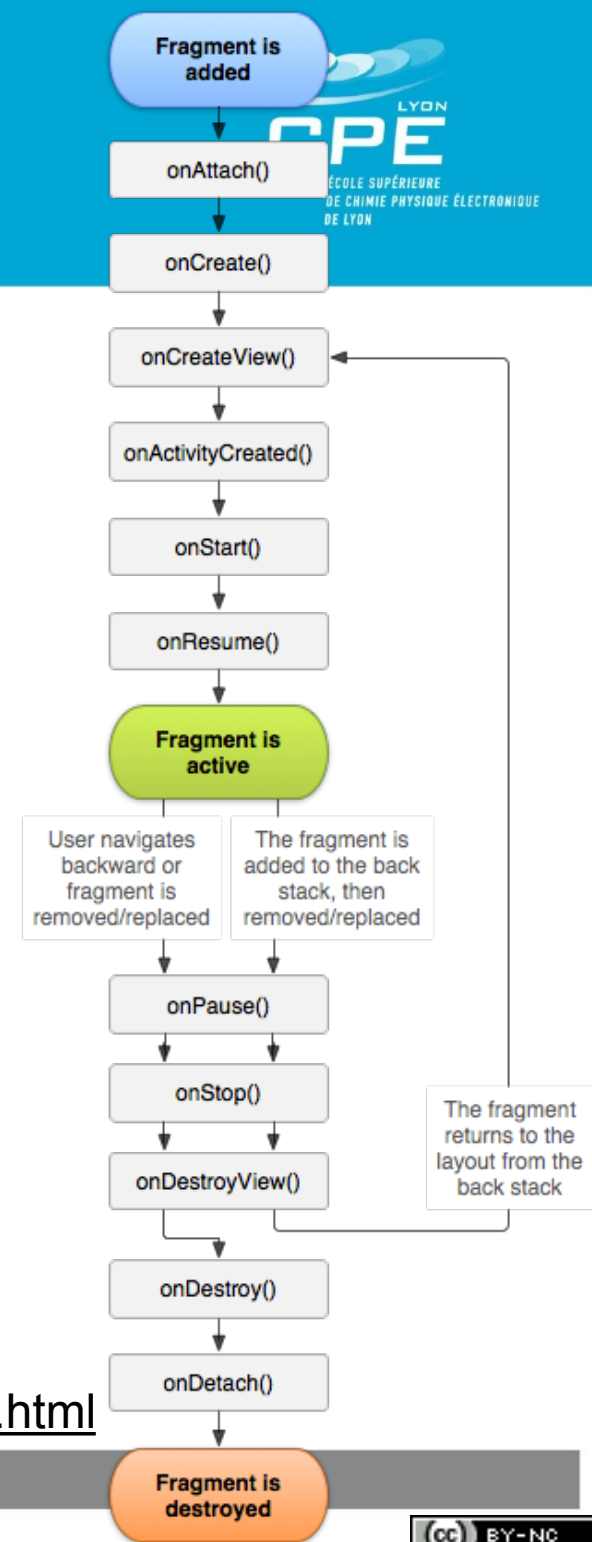 Fragment is
added
LYON
CPE
ÉCOLE SUPÉRIEURE
DE CHIMIE PHYSIQUE ÉLECTRONIQUE
DE LYON
onAttach()
onCreate()
onCreateView()
onActivityCreated()
onStart()
onResume()
Fragment is
active
User navigates
backward or
fragment is
removed/replaced
The fragment is
added to the back
stack, then
removed/replaced
onPause()
onStop()
onDestroyView()
The fragment
returns to the
layout from the
back stack
onDestroy()
onDetach()
.html
Fragment is
destroyed
(cc) BY-NC